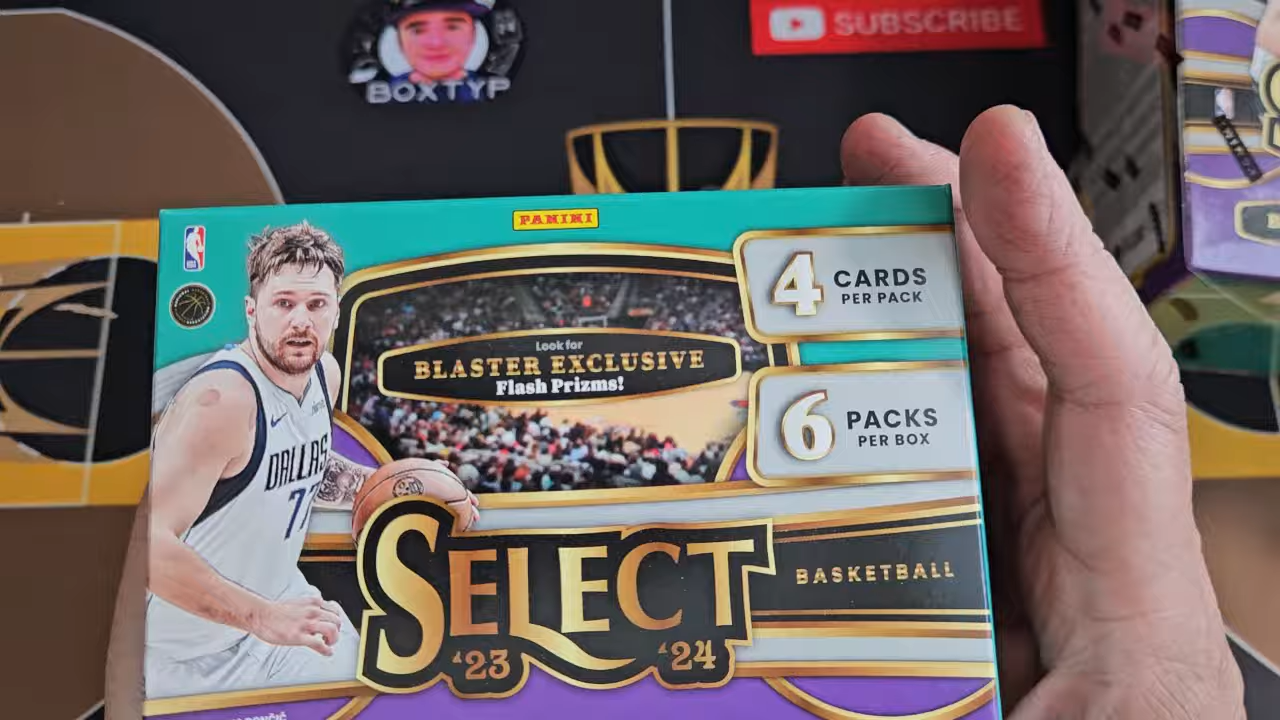 BOXTYP
SUBSCRIBE
PANINI
4 CARDS
PER PACK
Look for
BLASTER EXCLUSIVE
Flash Prizms!
6 PACKS
PER BOX
DALLAS
77
SELECT
'23 '24
BASKETBALL